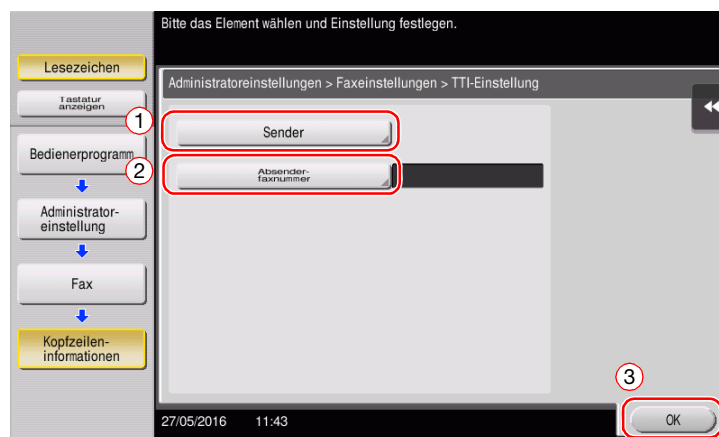 Bitte das Element wählen und Einstellung festlegen.
Lesezeichen
Tastatur
anzeigen
Bedienerprogramm
Administrator-
einstellung
Fax
Kopfzeilen-
informationen
Administratoreinstellungen > Faxeinstellungen > TTI-Einstellung
1
Sender
2
Absender-
faxnummer
3
27/05/2016 11:43
OK